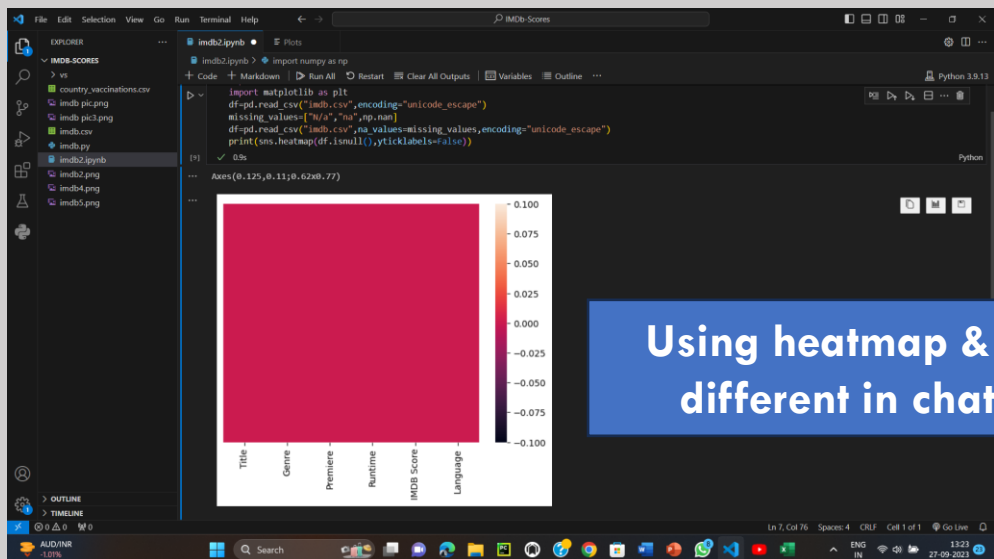 File Edit Selection View Go Run Terminal Help
IMDb-Scores
EXPLORER
imdb2.ipynb
Plots
IMDB-SCORES
imdb2.ipynb > import numpy as np
vs
+ Code + Markdown Run All Restart Clear All Outputs Variables Outline ...
Python 3.9.13
country_vaccinations.csv
imdb pic.png
imdb pic3.png
imdb.csv
imdb.py
imdb2.ipynb
imdb2.png
imdb4.png
imdb5.png
import matplotlib as plt
df=pd.read_csv("imdb.csv",encoding="unicode_escape")
missing_values=["N/a","na",np.nan]
df=pd.read_csv("imdb.csv",na_values=missing_values,encoding="unicode_escape")
print(sns.heatmap(df.isnull(),yticklabels=False))
[9] ✓ 0.9s
Python
Axes(0.125,0.11;0.62x0.77)
0.100
0.075
0.050
0.025
0.000
−0.025
−0.050
−0.075
−0.100
Title
Genre
Premiere
Runtime
IMDB Score
Language
Using heatmap &
different in chat
OUTLINE
TIMELINE
0 0 0
Ln 7, Col 76 Spaces: 4 CRLF Cell 1 of 1 Go Live
AUD/INR
-1.01%
Search
ENG
IN
13:23
27-09-2023